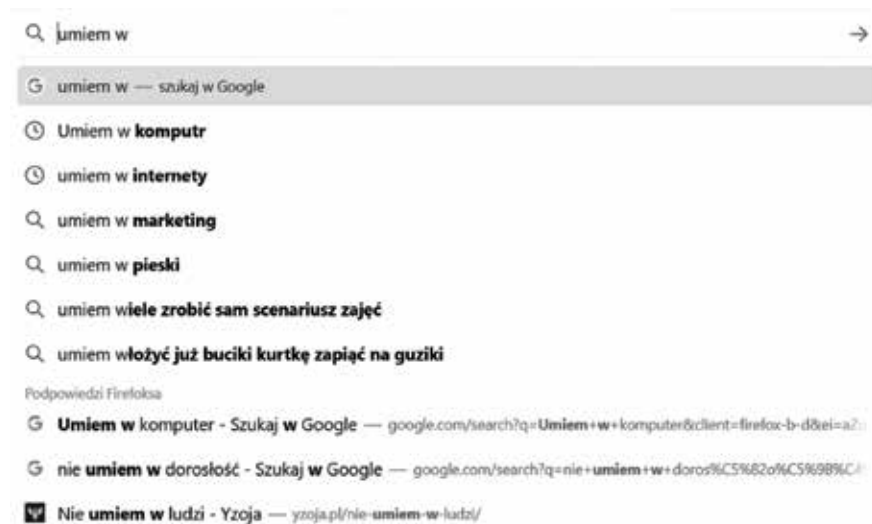 umiem w
umiem w — szukaj w Google
Umiem w komputr
umiem w internety
umiem w marketing
umiem w pieski
umiem wiele zrobić sam scenariusz zajęć
umiem włożyć już buciki kurtkę zapiąć na guziki
Podpowiedzi Firefoksa
Umiem w komputer - Szukaj w Google — google.com/search?q=Umiem+w+komputer&client=firefox-b-d&ei=a2
nie umiem w dorosłość - Szukaj w Google — google.com/search?q=nie+umiem+w+doros%C5%82o%C5%9B%C4
Nie umiem w ludzi - Yzoja — yzoja.pl/nie-umiem-w-ludzi/